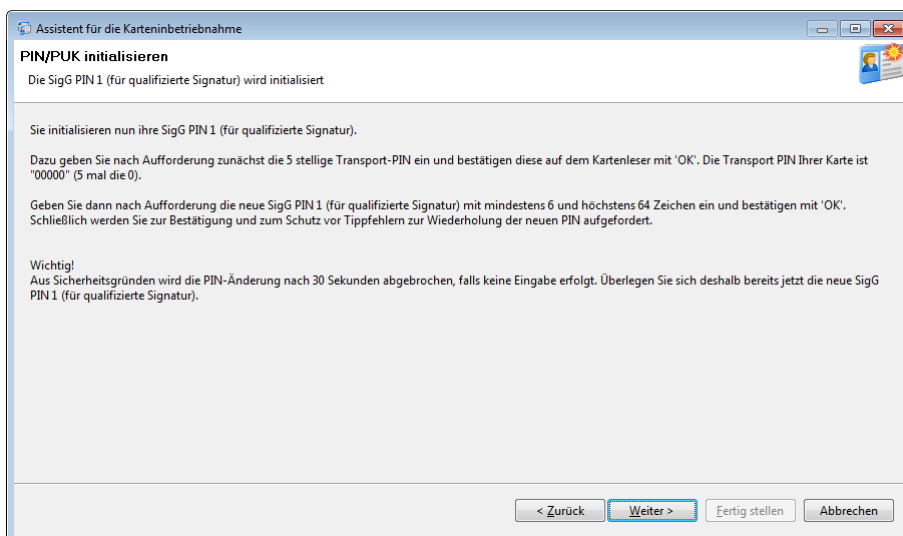 Assistent für die Karteninbetriebnahme
PIN/PUK initialisieren
Die SigG PIN 1 (für qualifizierte Signatur) wird initialisiert
Sie initialisieren nun ihre SigG PIN 1 (für qualifizierte Signatur).
Dazu geben Sie nach Aufforderung zunächst die 5 stellige Transport-PIN ein und bestätigen diese auf dem Kartenleser mit 'OK'. Die Transport PIN Ihrer Karte ist
"00000" (5 mal die 0).
Geben Sie dann nach Aufforderung die neue SigG PIN 1 (für qualifizierte Signatur) mit mindestens 6 und höchstens 64 Zeichen ein und bestätigen mit 'OK'.
Schließlich werden Sie zur Bestätigung und zum Schutz vor Tippfehlern zur Wiederholung der neuen PIN aufgefordert.
Wichtig!
Aus Sicherheitsgründen wird die PIN-Änderung nach 30 Sekunden abgebrochen, falls keine Eingabe erfolgt. Überlegen Sie sich deshalb bereits jetzt die neue SigG
PIN 1 (für qualifizierte Signatur).
< Zurück Weiter > Fertig stellen Abbrechen